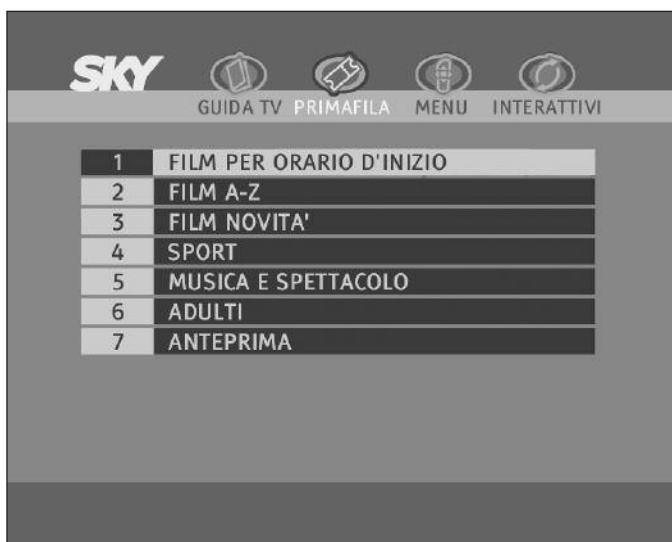 SKY
GUIDA TV PRIMAFILA MENU INTERATTIVI
1 FILM PER ORARIO D'INIZIO
2 FILM A-Z
3 FILM NOVITA'
4 SPORT
5 MUSICA E SPETTACOLO
6 ADULTI
7 ANTEPRIMA